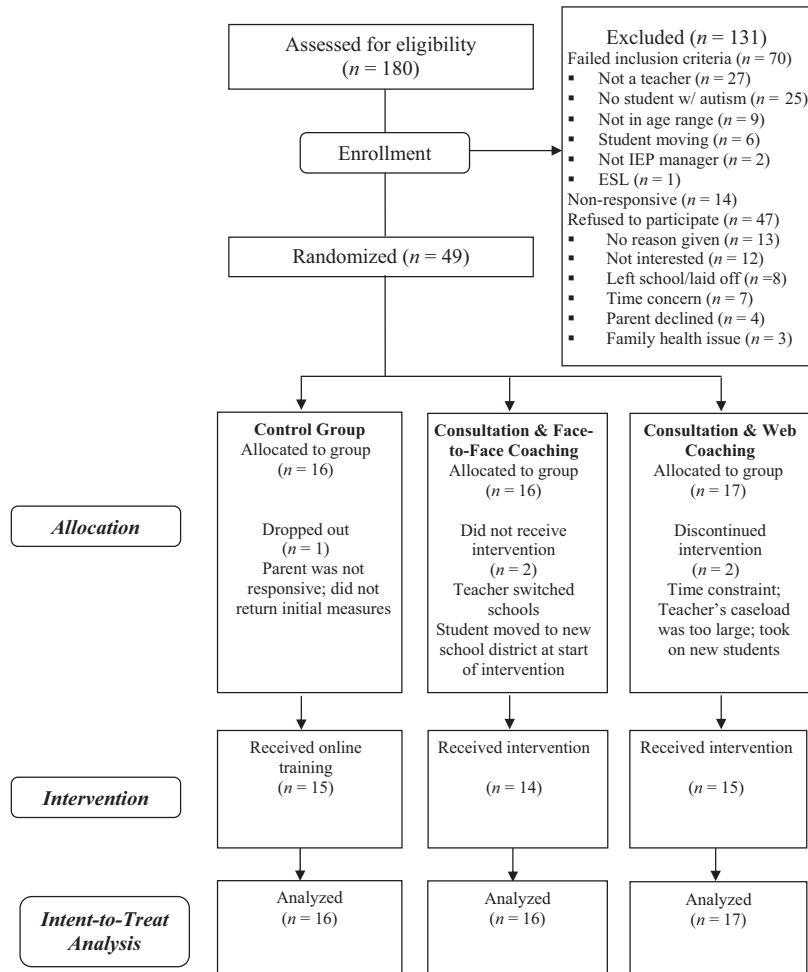 Assessed for eligibility
(n = 180)
Excluded (n = 131)
Failed inclusion criteria (n = 70)
▪ Not a teacher (n = 27)
▪ No student w/ autism (n = 25)
▪ Not in age range (n = 9)
▪ Student moving (n = 6)
▪ Not IEP manager (n = 2)
▪ ESL (n = 1)
Non-responsive (n = 14)
Refused to participate (n = 47)
▪ No reason given (n = 13)
▪ Not interested (n = 12)
▪ Left school/laid off (n =8)
▪ Time concern (n = 7)
▪ Parent declined (n = 4)
▪ Family health issue (n = 3)
Enrollment
Randomized (n = 49)
Allocation
Control Group
Allocated to group
(n = 16)
Dropped out
(n = 1)
Parent was not
responsive; did not
return initial measures
Consultation & Face-
to-Face Coaching
Allocated to group
(n = 16)
Did not receive
intervention
(n = 2)
Teacher switched
schools
Student moved to new
school district at start
of intervention
Consultation & Web
Coaching
Allocated to group
(n = 17)
Discontinued
intervention
(n = 2)
Time constraint;
Teacher's caseload
was too large; took
on new students
Intervention
Received online
training
(n = 15)
Received intervention
(n = 14)
Received intervention
(n = 15)
Intent-to-Treat
Analysis
Analyzed
(n = 16)
Analyzed
(n = 16)
Analyzed
(n = 17)